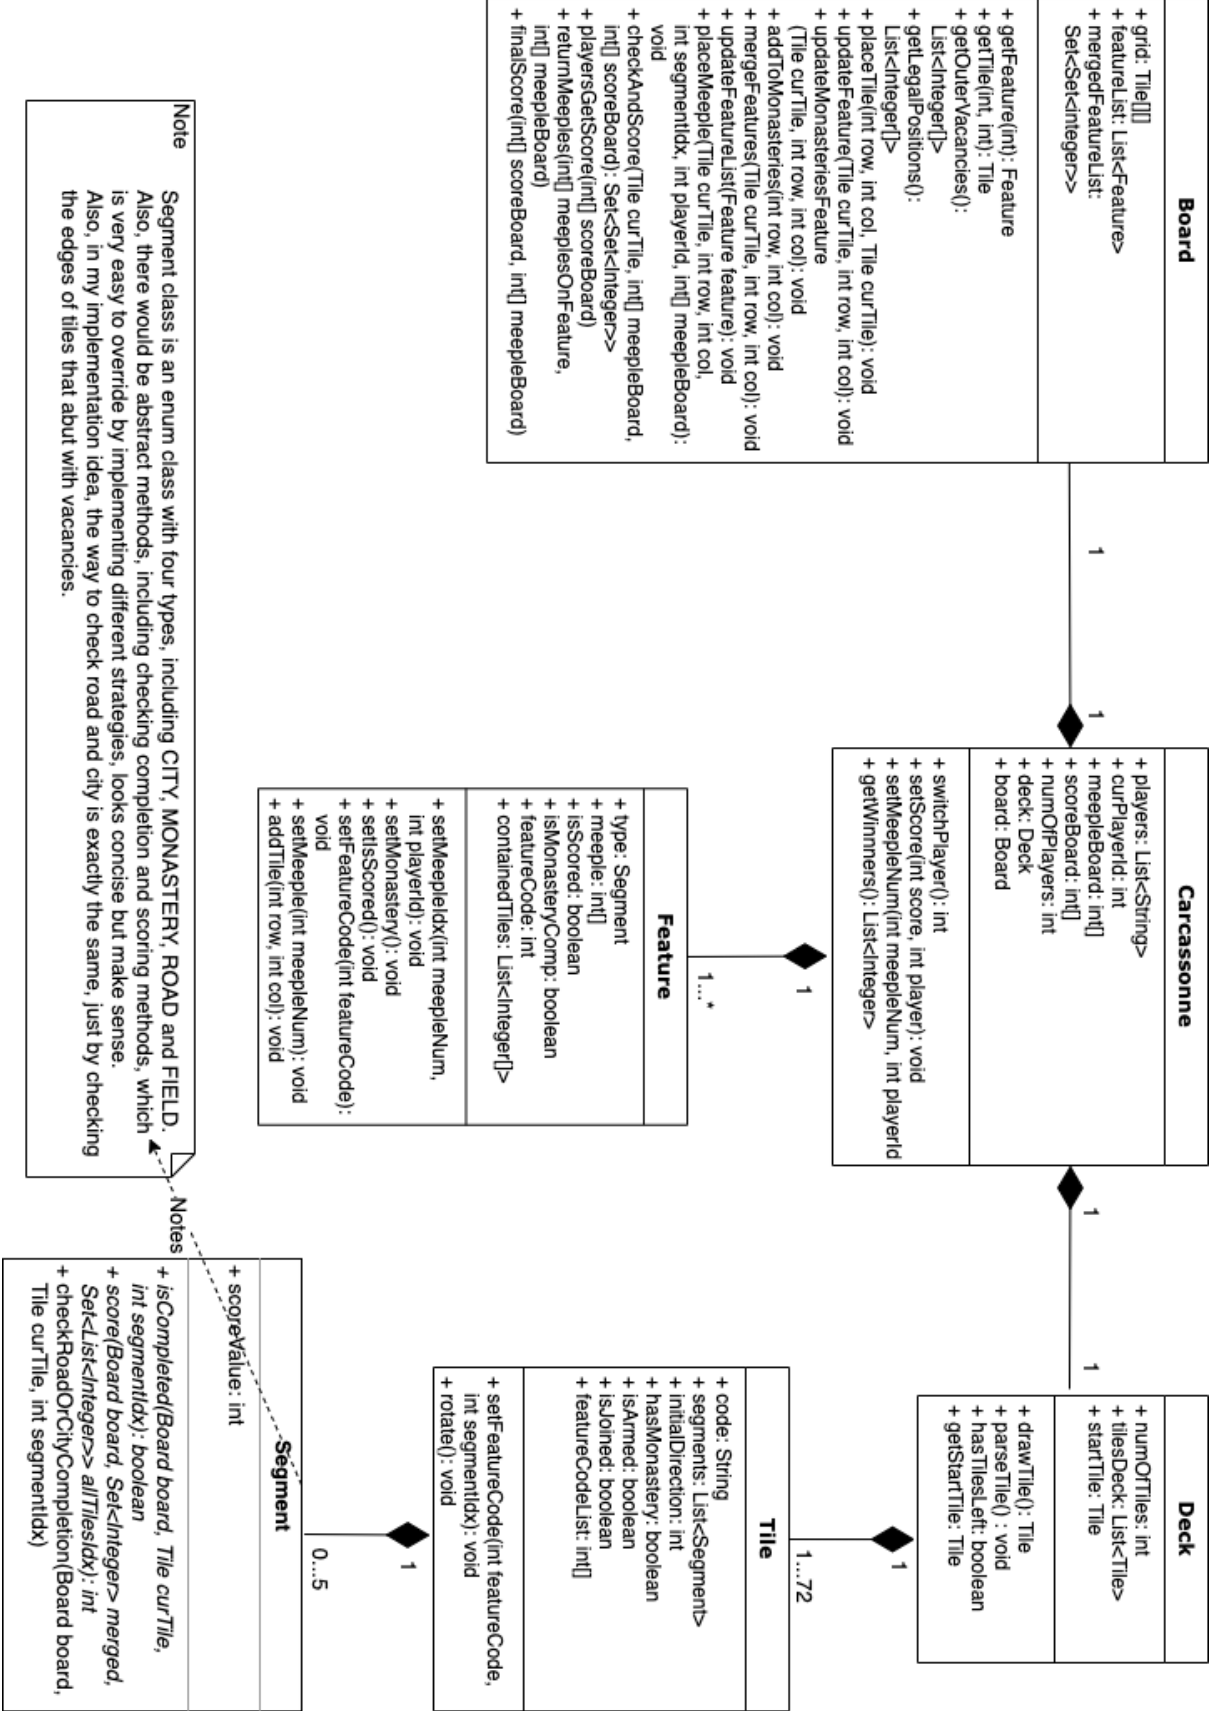 Board
+ grid: Tile[][]
+ featureList: List<Feature>
+ mergedFeatureList:
Set<Set<integer>>
+ getFeature(int): Feature
+ getTile(int, int): Tile
+ getOuterVacancies():
List<Integer[]>
+ getLegalPositions():
List<Integer[]>
+ placeTile(int row, int col, Tile curTile): void
+ updateFeature(Tile curTile, int row, int col): void
+ updateMonasteriesFeature
(Tile curTile, int row, int col): void
+ addToMonasteries(int row, int col): void
+ mergeFeatures(Tile curTile, int row, int col): void
+ updateFeatureList(Feature feature): void
+ placeMeeple(Tile curTile, int row, int col,
int segmentIdx, int playerId, int[] meepleBoard):
void
+ checkAndScore(Tile curTile, int[] meepleBoard,
int[] scoreBoard): Set<Set<Integer>>
+ playersGetScore(int[] scoreBoard)
+ returnMeeples(int[] meeplesOnFeature,
int[] meepleBoard)
+ finalScore(int[] scoreBoard, int[] meepleBoard)
1
1
Carcassonne
+ players: List<String>
+ curPlayerId: int
+ meepleBoard: int[]
+ scoreBoard: int[]
+ numOfPlayers: int
+ deck: Deck
+ board: Board
+ switchPlayer(): int
+ setScore(int score, int player): void
+ setMeepleNum(int meepleNum, int playerId
+ getWinnners(): List<Integer>
1
1
Deck
+ numOfTiles: int
+ tilesDeck: List<Tile>
+ startTile: Tile
+ drawTile(): Tile
+ parseTile() : void
+ hasTilesLeft: boolean
+ getStartTile: Tile
1
1...*
Feature
+ type: Segment
+ meeple: int[]
+ isScored: boolean
+ isMonasteryComp: boolean
+ featureCode: int
+ containedTiles: List<Integer[]>
+ setMeepleIdx(int meepleNum,
int playerId): void
+ setMonastery(): void
+ setIsScored(): void
+ setFeatureCode(int featureCode):
void
+ setMeeple(int meepleNum): void
+ addTile(int row, int col): void
1
1...72
Tile
+ code: String
+ segments: List<Segment>
+ initialDirection: int
+ hasMonastery: boolean
+ isArmed: boolean
+ isJoined: boolean
+ featureCodeList: int[]
+ setFeatureCode(int featureCode,
int segmentIdx): void
+ rotate(): void
1
0...5
Segment
+ scoreValue: int
+ isCompleted(Board board, Tile curTile,
int segmentIdx): boolean
+ score(Board board, Set<Integer> merged,
Set<List<Integer>> allTilesIdx): int
+ checkRoadOrCityCompletion(Board board,
Tile curTile, int segmentIdx)
Notes
Note
Segment class is an enum class with four types, including CITY, MONASTERY, ROAD and FIELD.
Also, there would be abstract methods, including checking completion and scoring methods, which
is very easy to override by implementing different strategies, looks concise but make sense.
Also, in my implementation idea, the way to check road and city is exactly the same, just by checking
the edges of tiles that abut with vacancies.